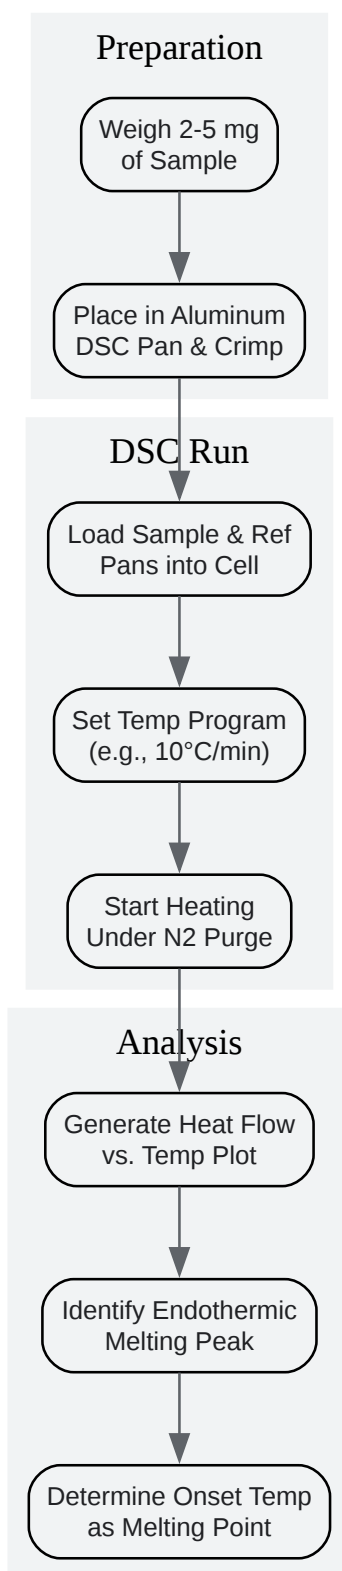 Preparation
Weigh 2-5 mg
of Sample
Place in Aluminum
DSC Pan & Crimp
DSC Run
Load Sample & Ref
Pans into Cell
Set Temp Program
(e.g., 10°C/min)
Start Heating
Under N2 Purge
Analysis
Generate Heat Flow
vs. Temp Plot
Identify Endothermic
Melting Peak
Determine Onset Temp
as Melting Point